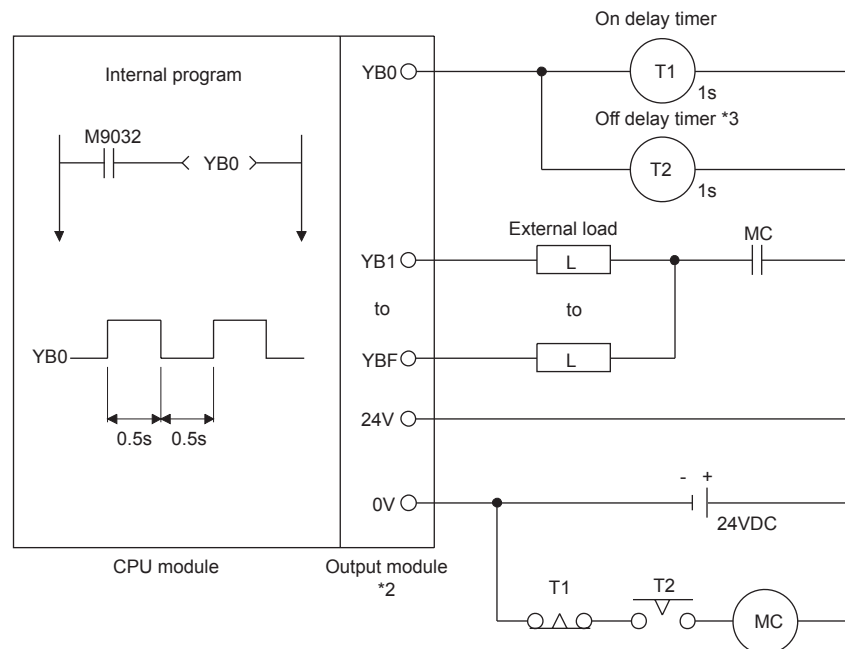 On delay timer
Internal program
YB0
T1
1s
Off delay timer *3
M9032
YB0
T2
1s
External load
MC
YB1
L
to
to
YB0
YBF
L
24V
0.5s
0.5s
- +
0V
24VDC
CPU module
Output module
*2
T1
T2
MC